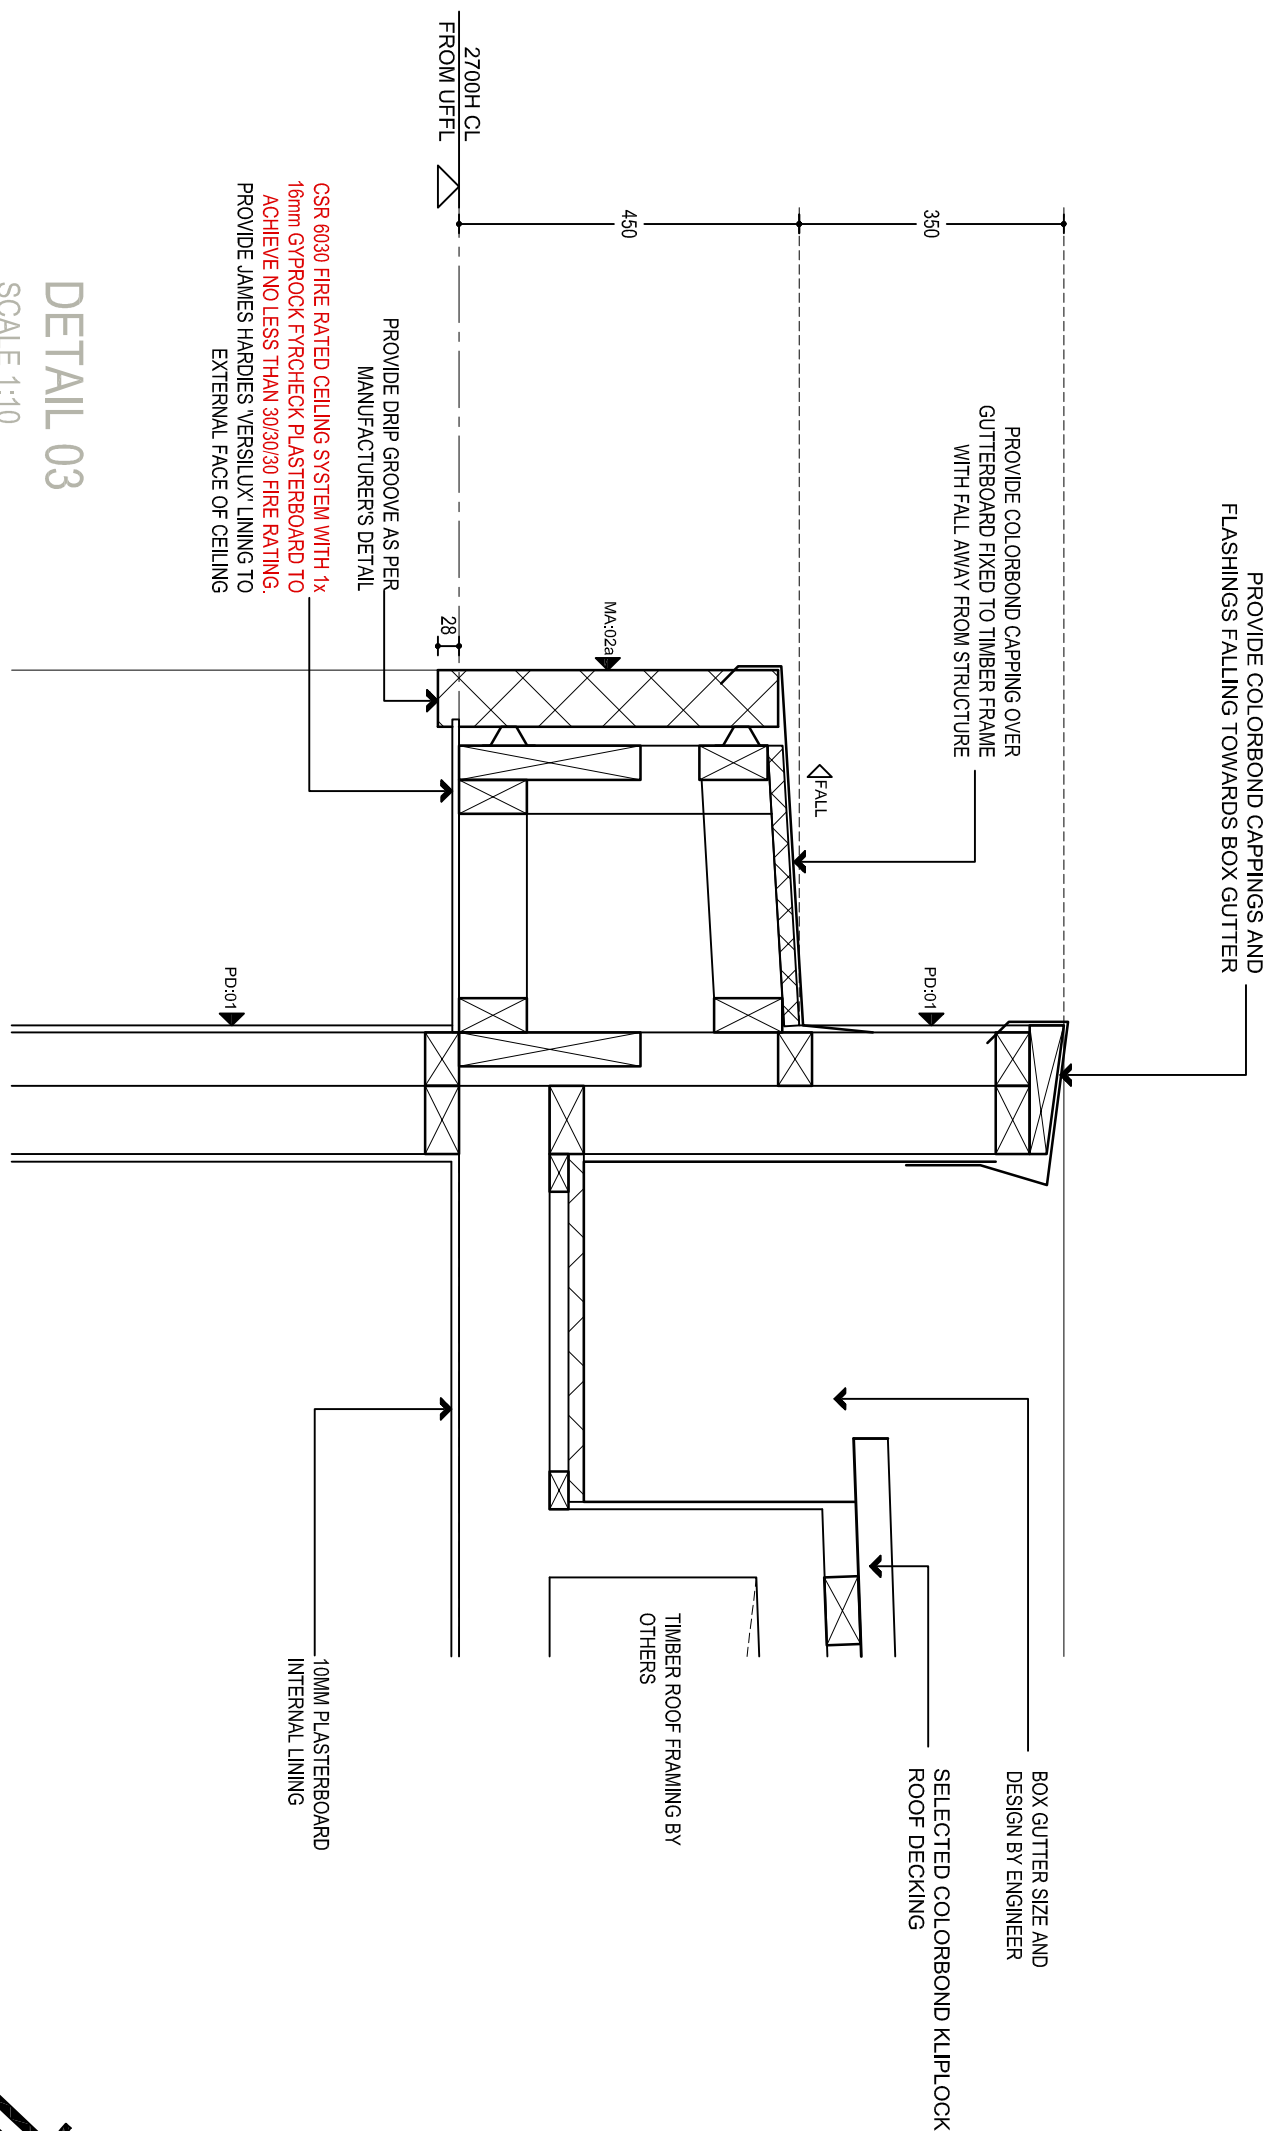 PROVIDE COLORBOND CAPPINGS AND
FLASHINGS FALLING TOWARDS BOX GUTTER
PROVIDE COLORBOND CAPPING OVER
GUTTERBOARD FIXED TO TIMBER FRAME
WITH FALL AWAY FROM STRUCTURE
FALL
350
450
2700H CL
FROM UFFL
MA:02a
28
PD:01
PD:01
PROVIDE DRIP GROOVE AS PER
MANUFACTURER'S DETAIL
CSR 6030 FIRE RATED CEILING SYSTEM WITH 1x
16mm GYPROCK FYRCHECK PLASTERBOARD TO
ACHIEVE NO LESS THAN 30/30/30 FIRE RATING.
PROVIDE JAMES HARDIES 'VERSILUX' LINING TO
EXTERNAL FACE OF CEILING
BOX GUTTER SIZE AND
DESIGN BY ENGINEER
SELECTED COLORBOND KLIPLOCK
ROOF DECKING
TIMBER ROOF FRAMING BY
OTHERS
10MM PLASTERBOARD
INTERNAL LINING
DETAIL 03
SCALE 1:10